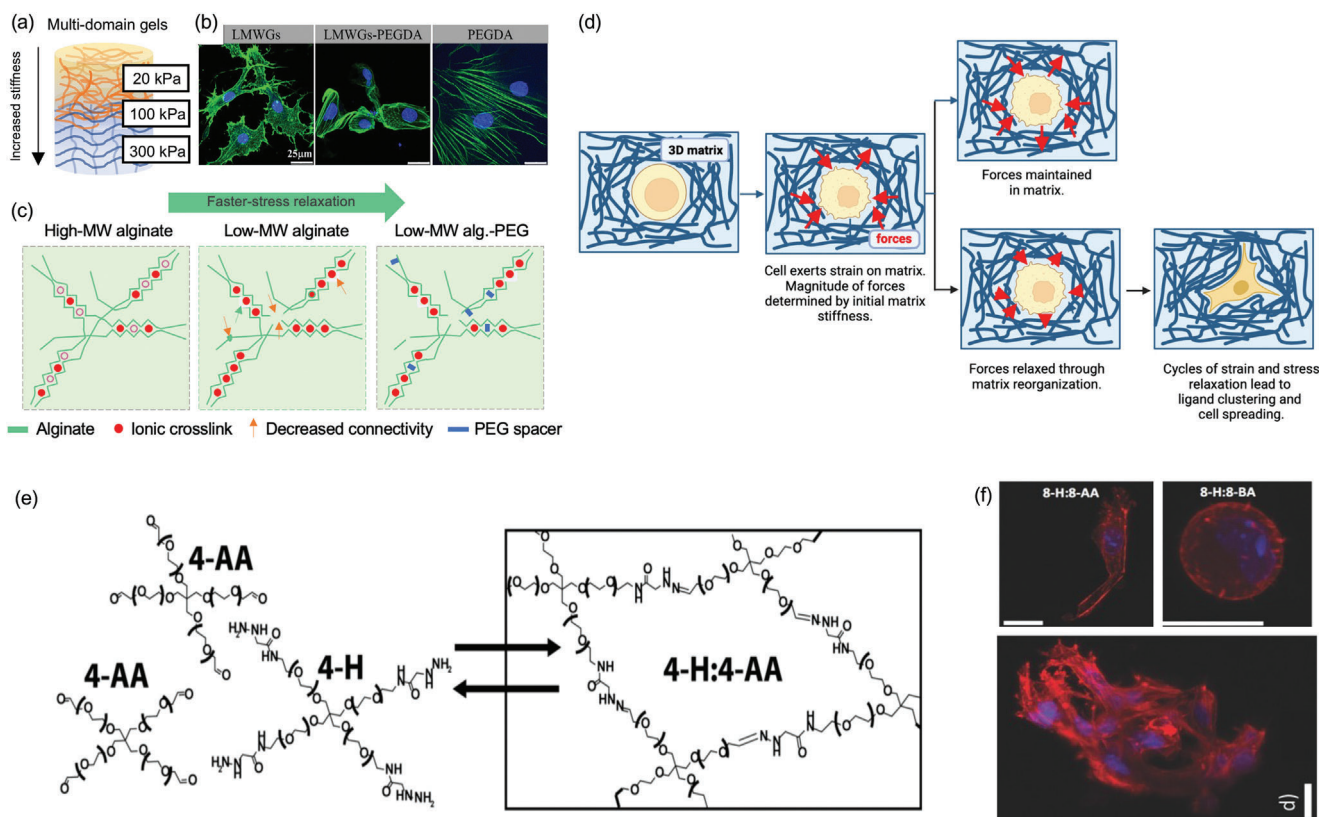 (a)
Multi-domain gels
Increased stiffness
20 kPa
100 kPa
300 kPa
(b)
LMWGs
LMWGs-PEGDA
PEGDA
25μm
(c)
Faster-stress relaxation
High-MW alginate
Low-MW alginate
Low-MW alg.-PEG
Alginate
Ionic crosslink
Decreased connectivity
PEG spacer
(d)
3D matrix
forces
Cell exerts strain on matrix.
Magnitude of forces
determined by initial matrix
stiffness.
Forces maintained
in matrix.
Forces relaxed through
matrix reorganization.
Cycles of strain and stress
relaxation lead to
ligand clustering and
cell spreading.
(e)
4-AA
4-AA
4-H
4-H:4-AA
(f)
8-H:8-AA
8-H:8-BA
d)